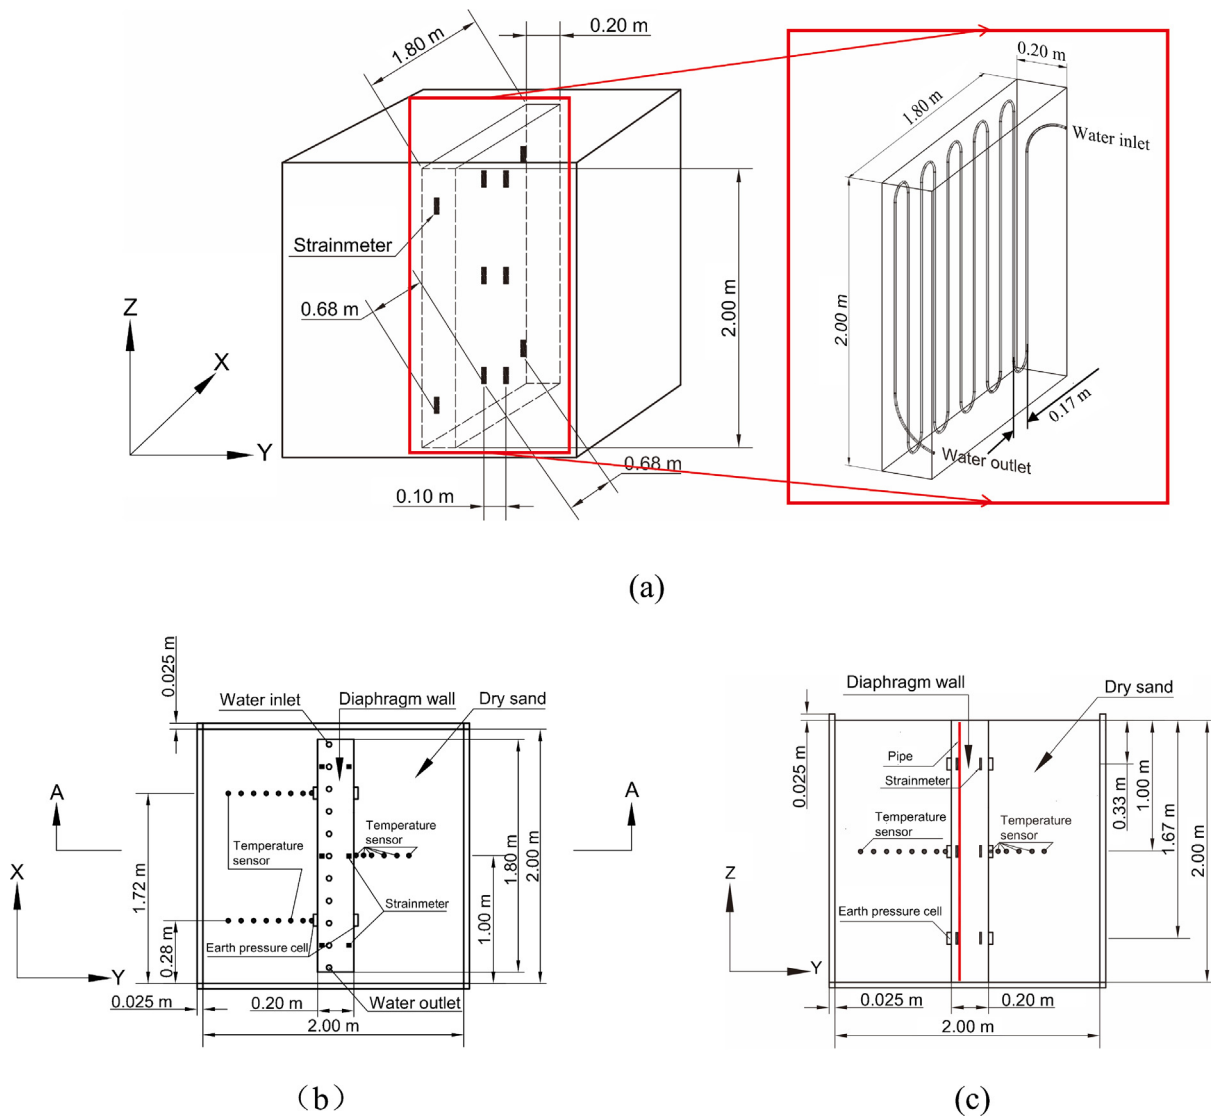 1.80 m
0.20 m
Strainmeter
0.68 m
2.00 m
Z
X
Y
0.68 m
0.10 m
0.20 m
1.80 m
Water inlet
2.00 m
0.17 m
Water outlet
(a)
0.025 m
Water inlet
Diaphragm wall
Dry sand
A
A
Temperature
sensor
Temperature
sensor
1.72 m
0.28 m
Strainmeter
Earth pressure cell
1.00 m
1.80 m
2.00 m
X
Y
Water outlet
0.025 m
0.20 m
2.00 m
(b)
Diaphragm wall
Dry sand
0.025 m
Pipe
Strainmeter
Temperature
sensor
Temperature
sensor
0.33 m
1.00 m
1.67 m
2.00 m
Earth pressure cell
Z
Y
0.025 m
0.20 m
2.00 m
(c)